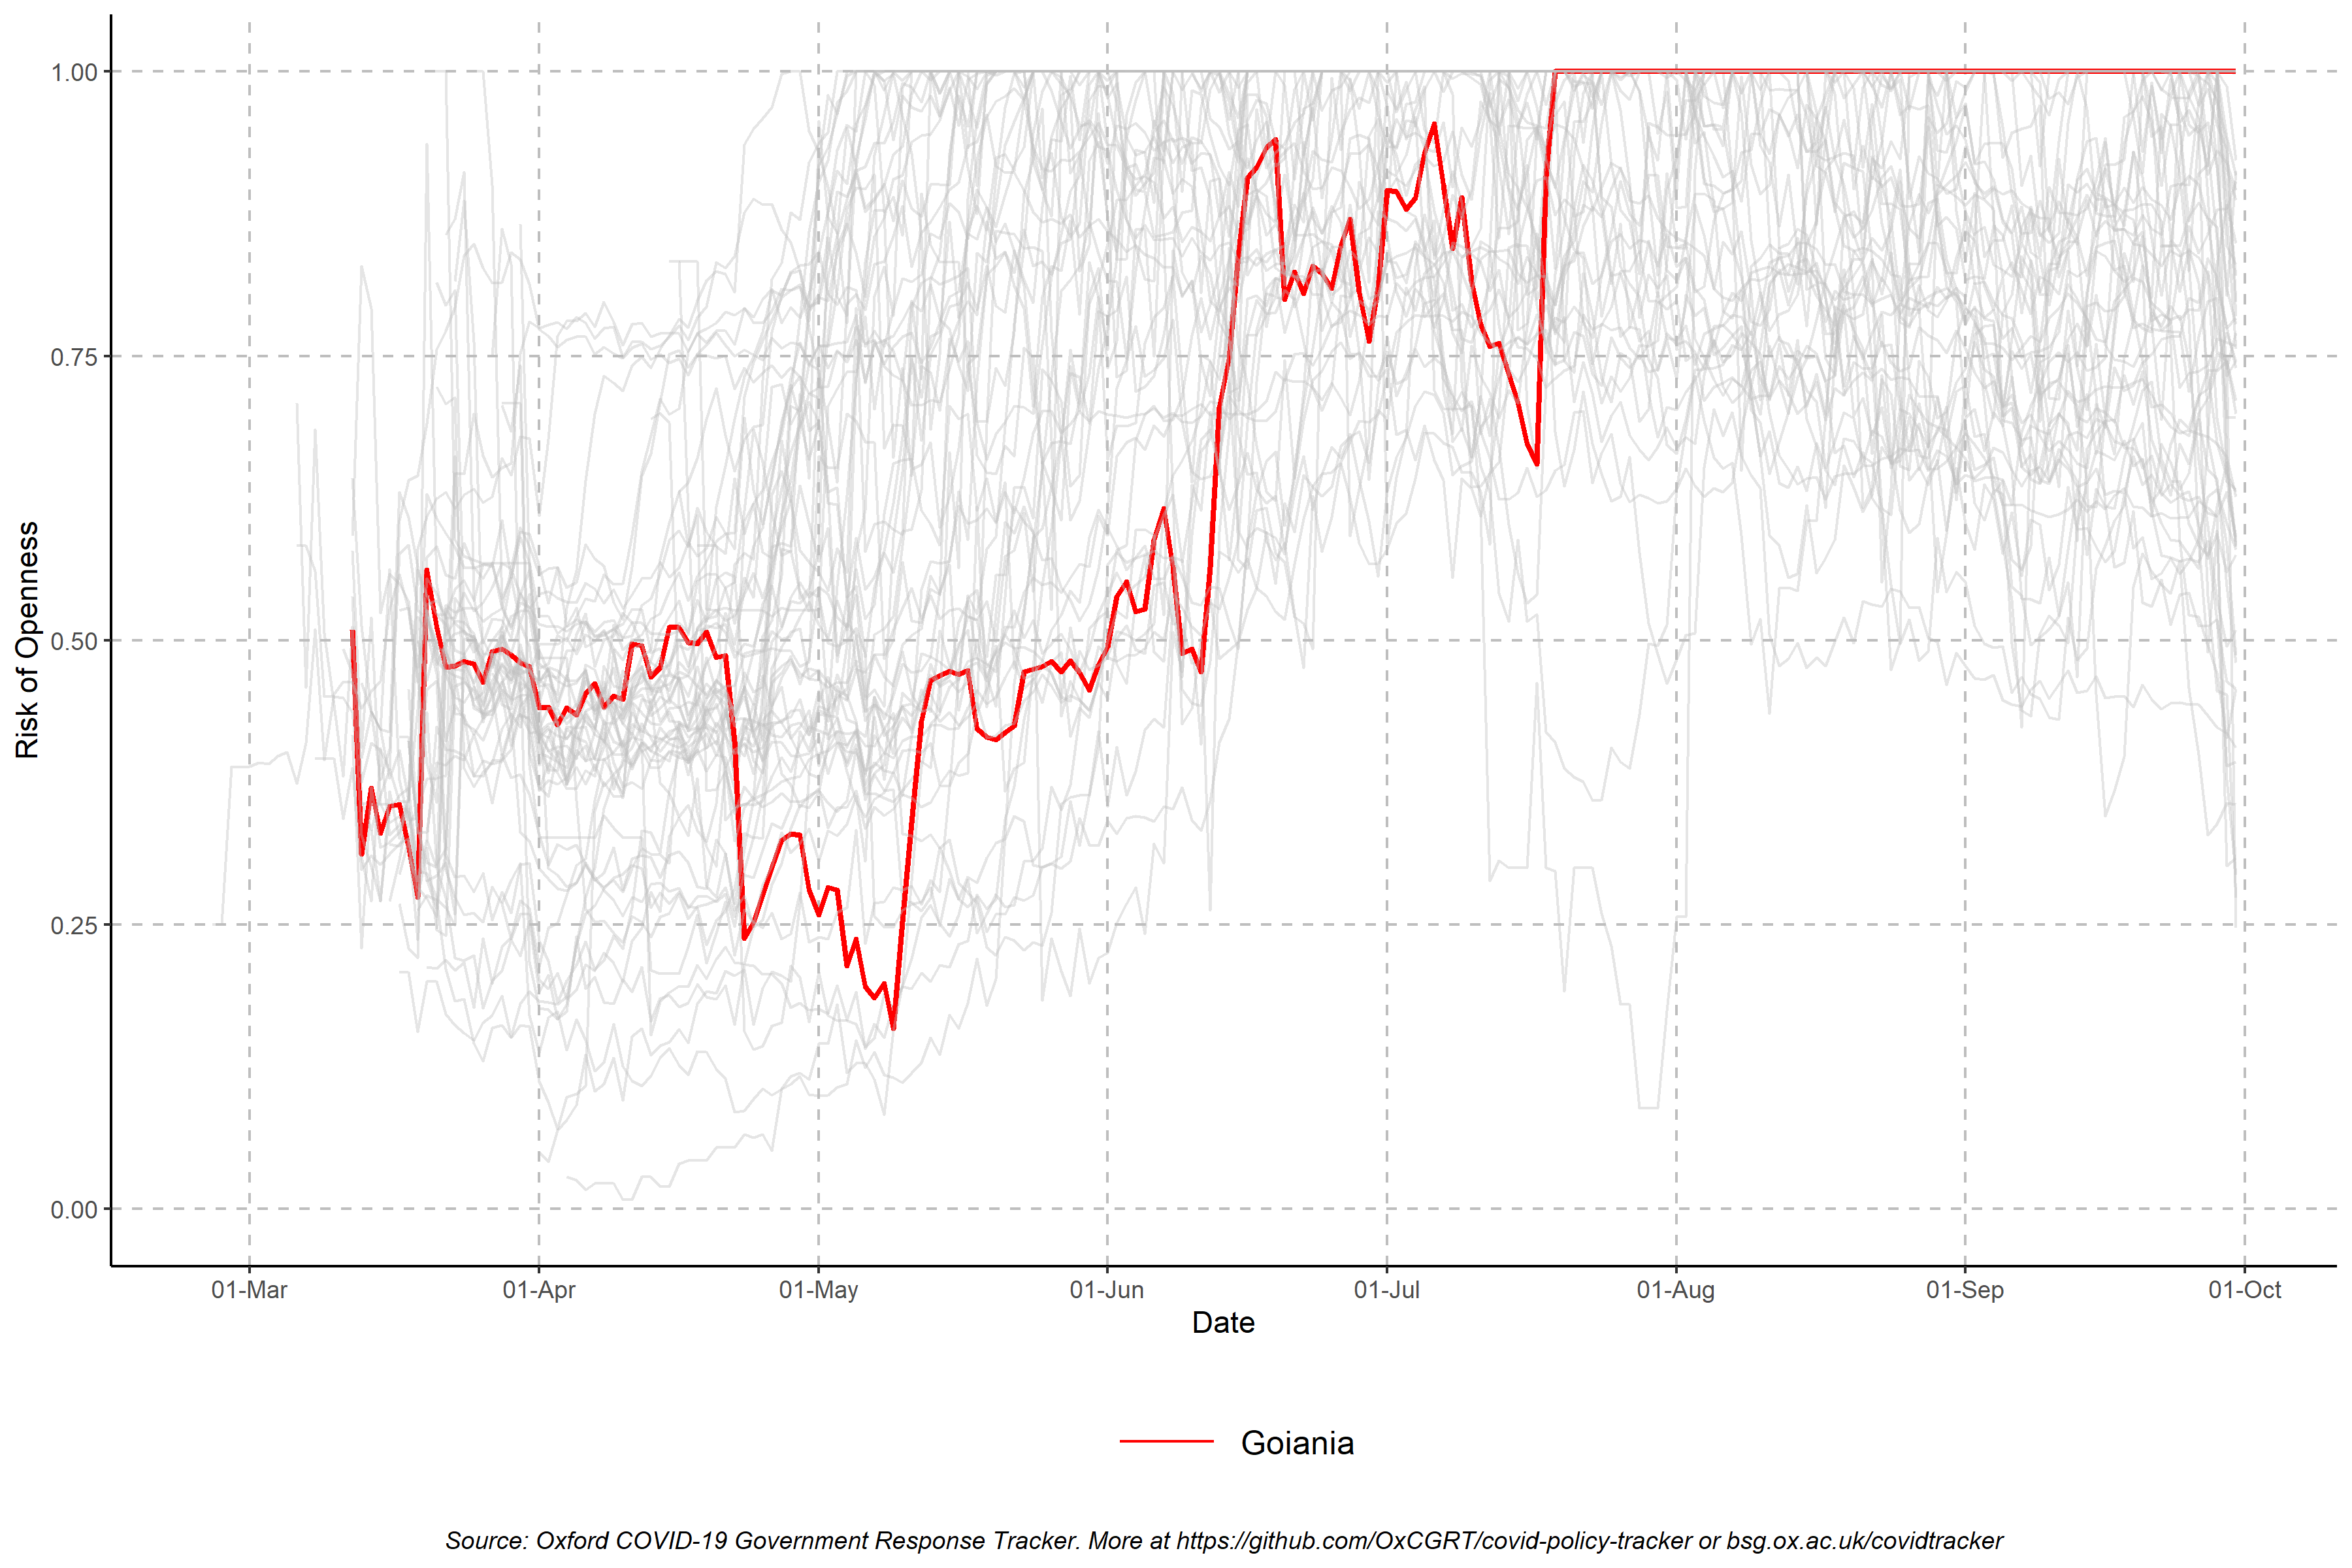 1.00
0.75
0.50
0.25
0.00
Risk of Openness
01-Mar 01-Apr 01-May 01-Jun 01-Jul 01-Aug 01-Sep 01-Oct
Date
Goiania
Source: Oxford COVID-19 Government Response Tracker. More at https://github.com/OxCGRT/covid-policy-tracker or bsg.ox.ac.uk/covidtracker